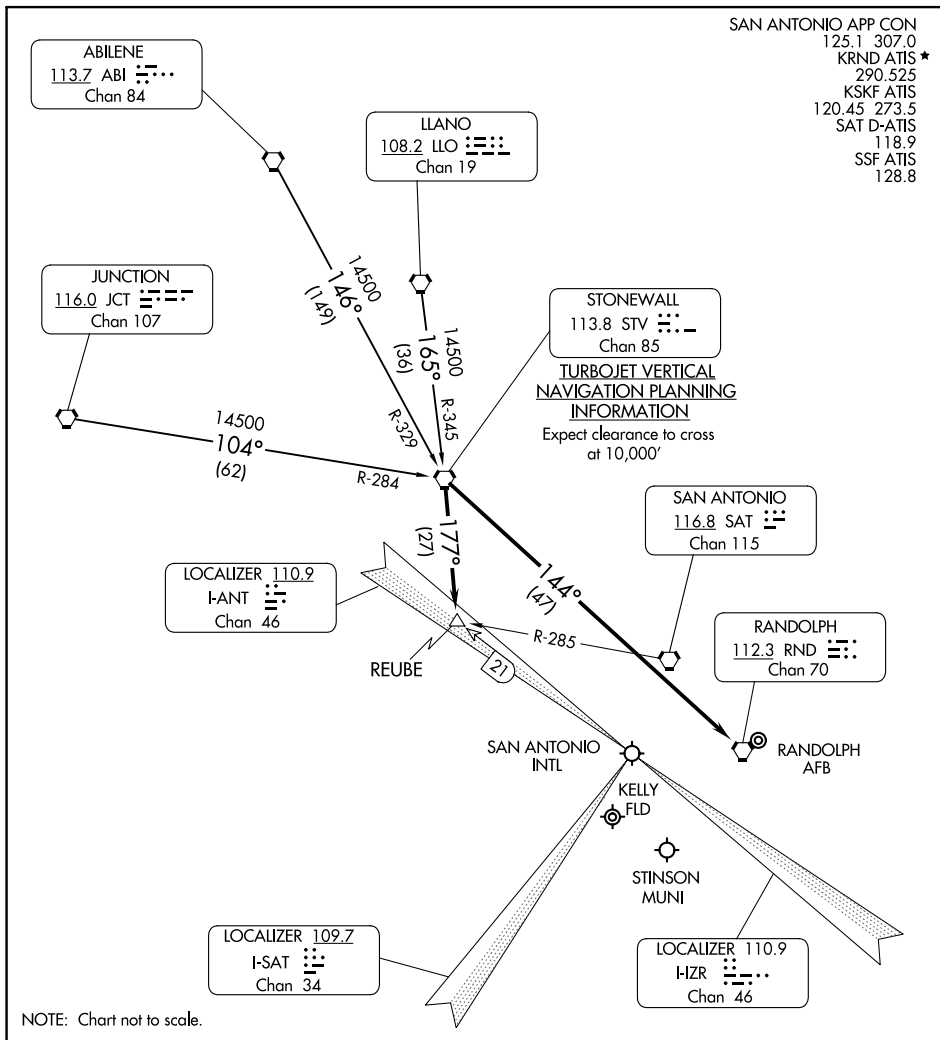 SAN ANTONIO APP CON
125.1 307.0
KRND ATIS ★
290.525
KSKF ATIS
120.45 273.5
SAT D-ATIS
118.9
SSF ATIS
128.8
ABILENE
113.7 ABI
Chan 84
LLANO
108.2 LLO
Chan 19
JUNCTION
116.0 JCT
Chan 107
STONEWALL
113.8 STV
Chan 85
TURBOJET VERTICAL
NAVIGATION PLANNING
INFORMATION
Expect clearance to cross
at 10,000′
14500
146°
(149)
R-329
14500
165°
(36)
R-345
14500
104°
(62)
R-284
177°
(27)
144°
(47)
SAN ANTONIO
116.8 SAT
Chan 115
LOCALIZER 110.9
I-ANT
Chan 46
R-285
REUBE
21
RANDOLPH
112.3 RND
Chan 70
SAN ANTONIO
INTL
RANDOLPH
AFB
KELLY
FLD
STINSON
MUNI
LOCALIZER 109.7
I-SAT
Chan 34
LOCALIZER 110.9
I-IZR
Chan 46
NOTE: Chart not to scale.